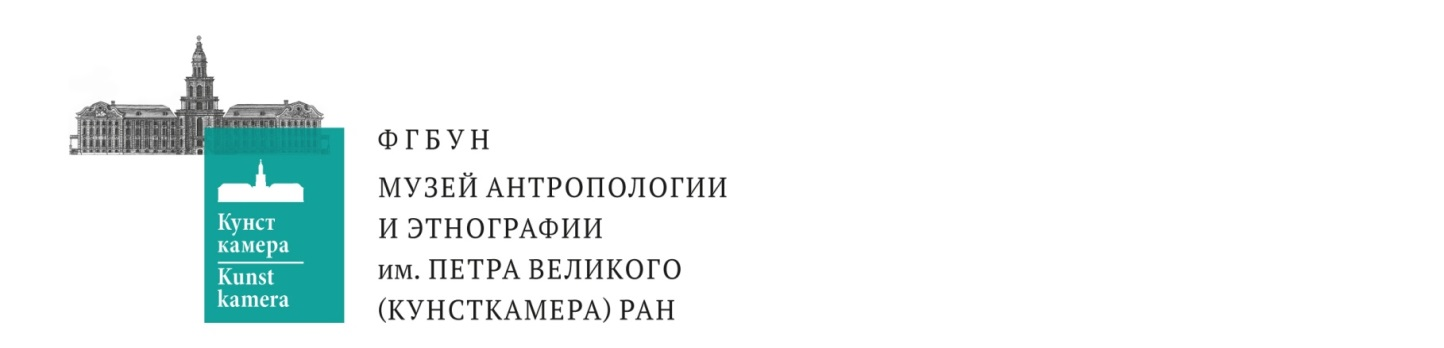 Кунст
камера
Kunst
kamera
ФГБУН
МУЗЕЙ АНТРОПОЛОГИИ
И ЭТНОГРАФИИ
им. ПЕТРА ВЕЛИКОГО
(КУНСТКАМЕРА) РАН